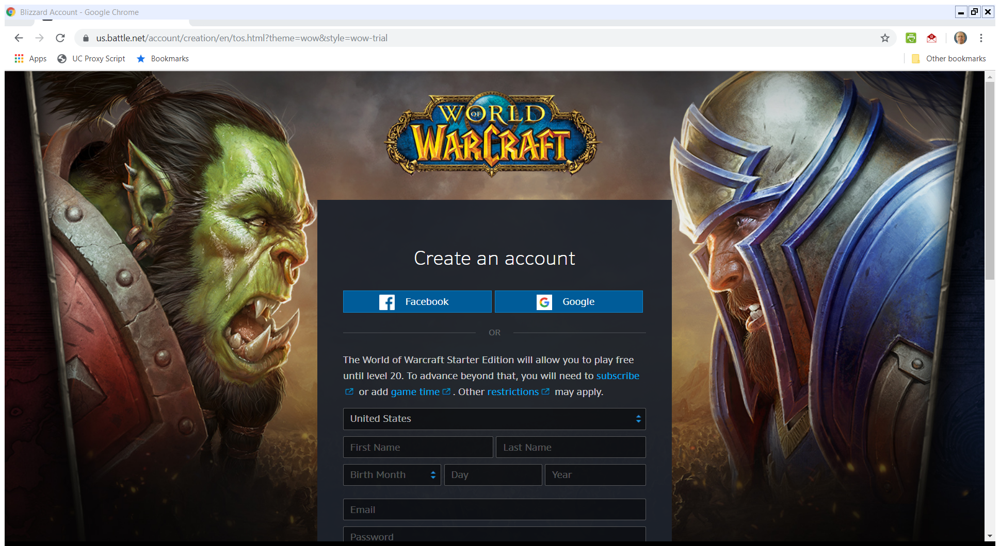 Blizzard Account - Google Chrome
us.battle.net/account/creation/en/tos.html?theme=wow&style=wow-trial
Apps UC Proxy Script Bookmarks Other bookmarks
WORLD OF
WARCRAFT
Create an account
Facebook Google
OR
The World of Warcraft Starter Edition will allow you to play free
until level 20. To advance beyond that, you will need to subscribe
or add game time . Other restrictions may apply.
United States
First Name Last Name
Birth Month Day Year
Email
Password